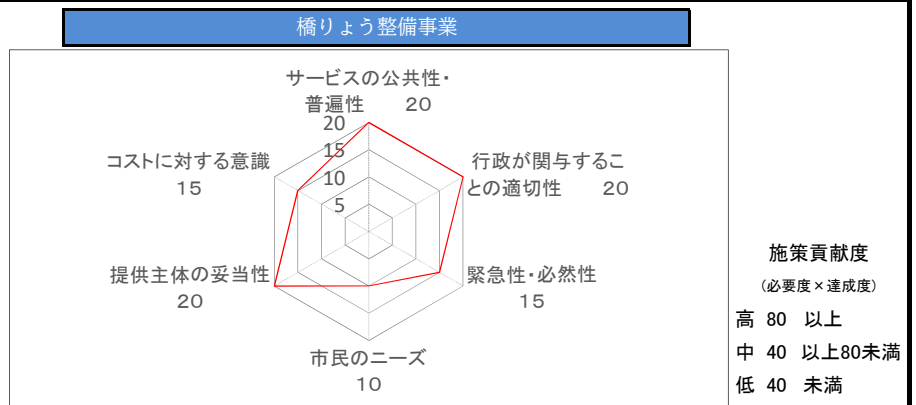 橋りょう整備事業
サービスの公共性・
普遍性 20
20
15
10
5
行政が関与するこ
との適切性 20
緊急性・必然性
15
市民のニーズ
10
提供主体の妥当性
20
コストに対する意識
15
施策貢献度
（必要度×達成度）
高 80 以上
中 40 以上80未満
低 40 未満